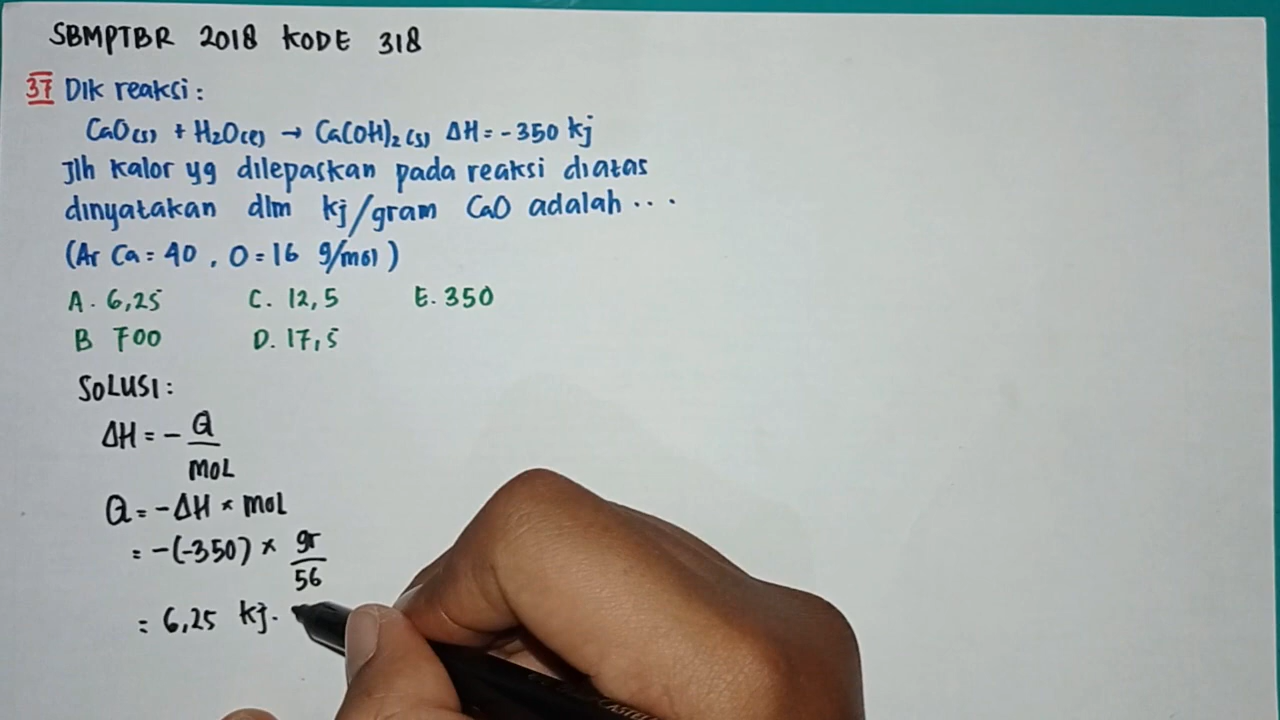 SBMPTBR 2018 KODE 318
37 Dik reaksi:
CaO(s) + H2O(l) → Ca(OH)2 (s) ΔH = -350 kj
Jlh kalor yg dilepaskan pada reaksi diatas
dinyatakan dlm kj/gram CaO adalah ...
(Ar Ca = 40 , O = 16 g/mol)
A. 6,25 C. 12,5 E. 350
B 700 D. 17,5
SOLUSI:
ΔH = - Q/MOL
Q = -ΔH × MOL
= -(-350) × gr/56
= 6,25 kj.